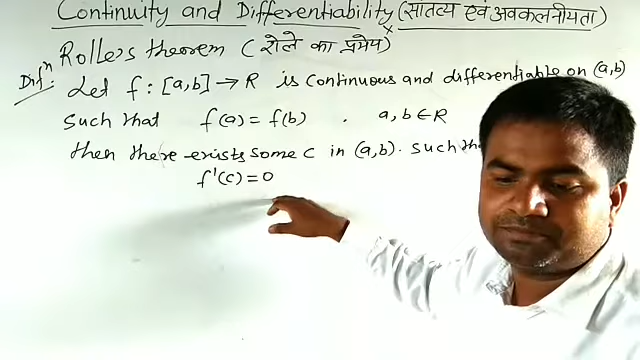 Continuity and Differentiability (सातत्य एवं अवकलनीयता)
Rolle's theorem (रोले का प्रमेय)
Difⁿ: Let f : [a,b] → R is continuous and differentiable on (a,b)
such that f(a) = f(b) . a, b ∈ R
then there exists some c in (a,b). such
f'(c) = 0